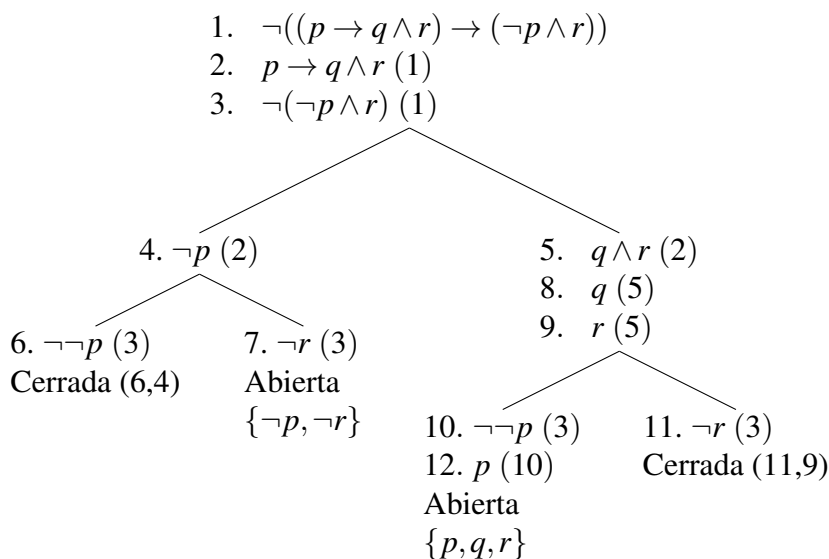 1. ¬((p → q ∧ r) → (¬p ∧ r))
2. p → q ∧ r (1)
3. ¬(¬p ∧ r) (1)
4. ¬p (2)
5. q ∧ r (2)
8. q (5)
9. r (5)
6. ¬¬p (3)
Cerrada (6,4)
7. ¬r (3)
Abierta
{¬p, ¬r}
10. ¬¬p (3)
12. p (10)
Abierta
{p, q, r}
11. ¬r (3)
Cerrada (11,9)